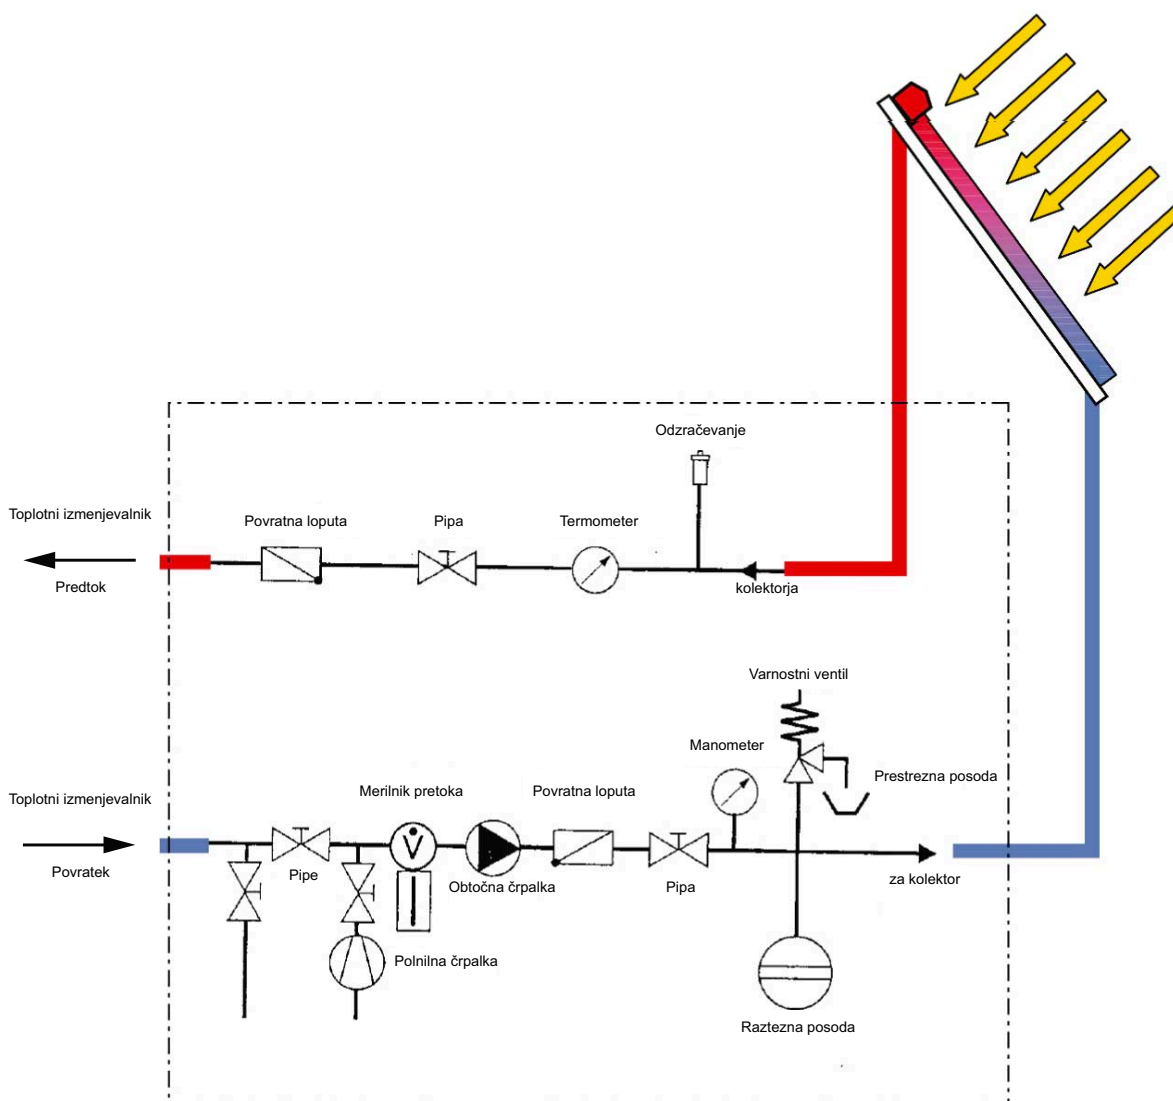 Odzračevanje
Toplotni izmenjevalnik
Povratna loputa
Pipa
Termometer
Predtok
kolektorja
Varnostni ventil
Manometer
Prestrezna posoda
Toplotni izmenjevalnik
Merilnik pretoka
Povratna loputa
V
Povratek
Pipe
Obtočna črpalka
Pipa
za kolektor
Polnilna črpalka
Raztezna posoda